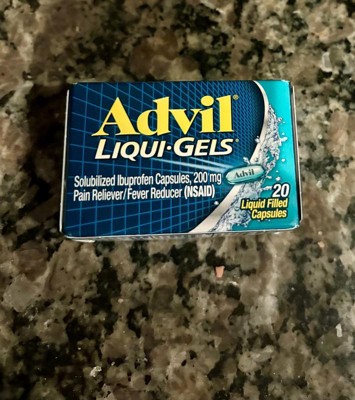 Advil®
LIQUI·GELS®
Solubilized Ibuprofen Capsules, 200 mg
Pain Reliever/Fever Reducer (NSAID)
Advil
20
Liquid Filled
Capsules